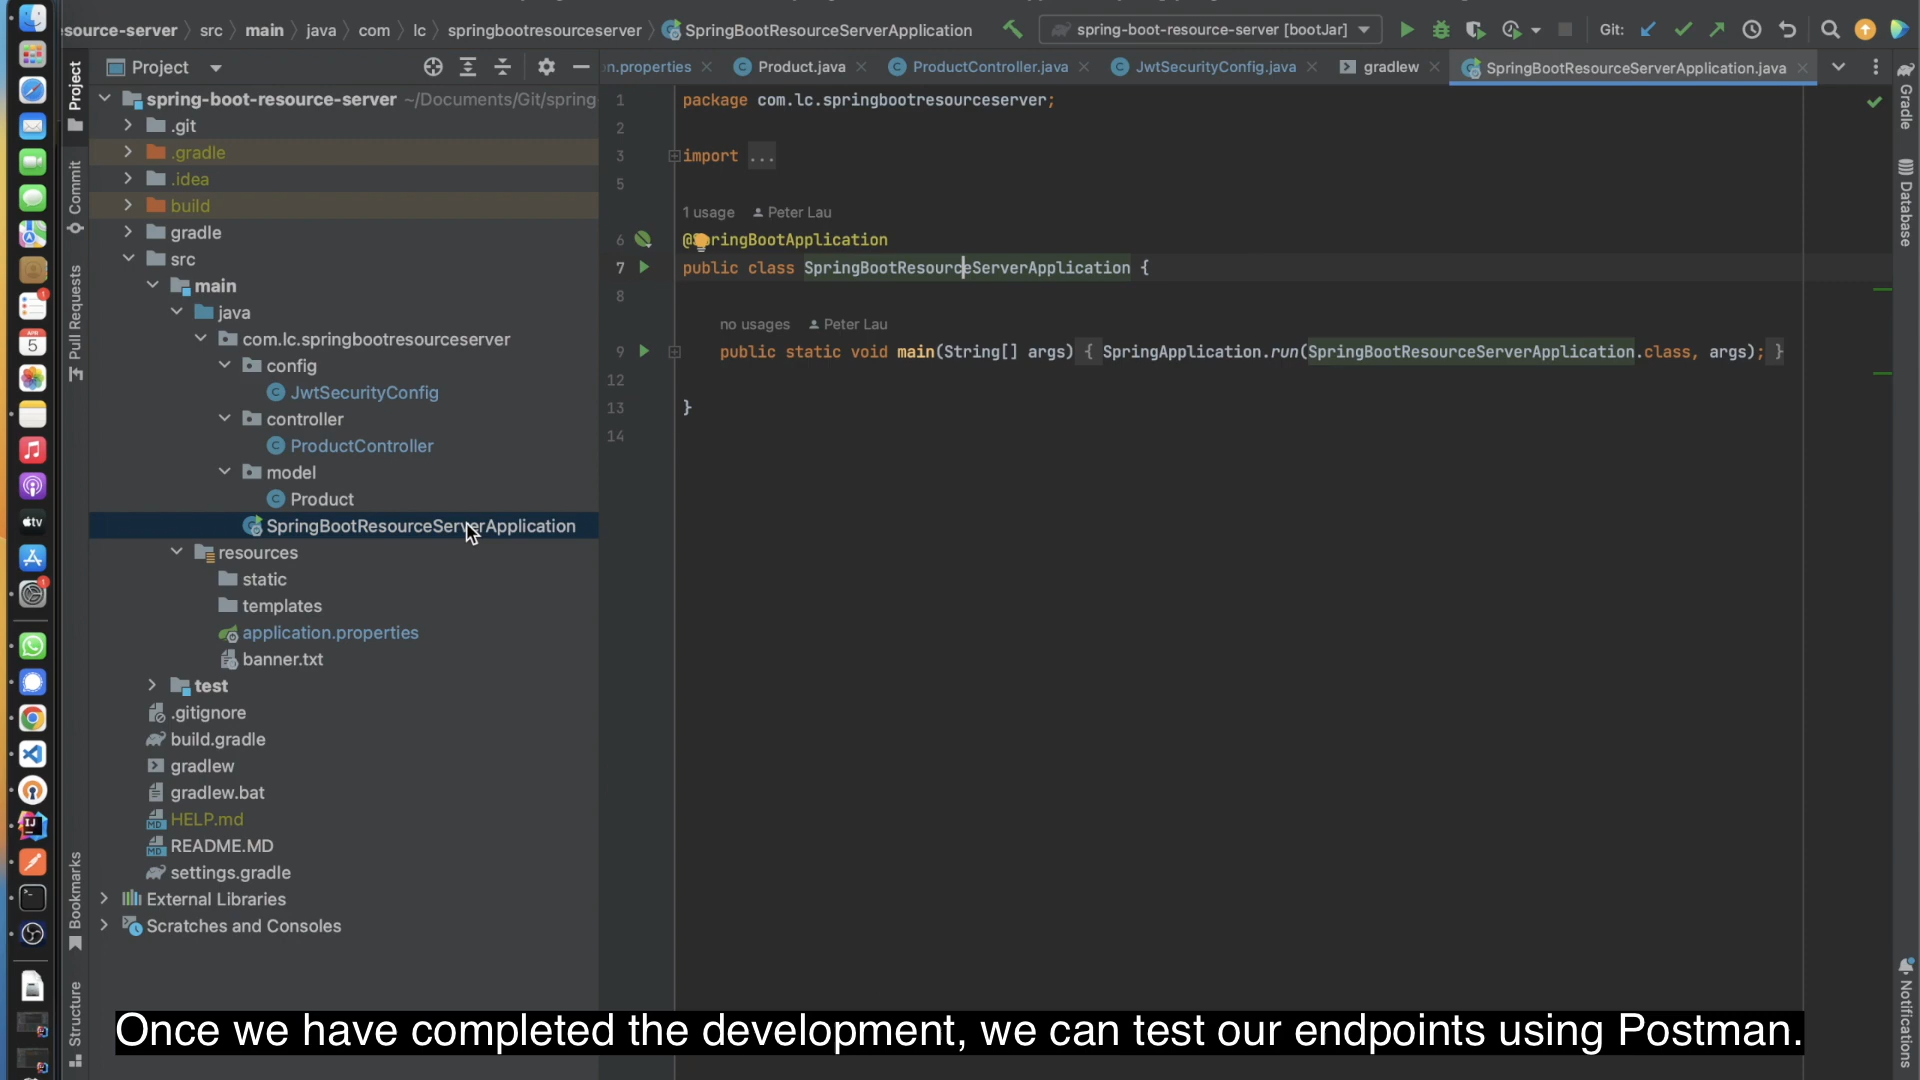 source-server
src
main
java
com
lc
springbootresourceserver
SpringBootResourceServerApplication
spring-boot-resource-server [bootJar]
Git:
Project
n.properties
Product.java
ProductController.java
JwtSecurityConfig.java
gradlew
SpringBootResourceServerApplication.java
Project
Commit
Pull Requests
Bookmarks
Structure
spring-boot-resource-server ~/Documents/Git/spring
.git
.gradle
.idea
build
gradle
src
main
java
com.lc.springbootresourceserver
config
JwtSecurityConfig
controller
ProductController
model
Product
SpringBootResourceServerApplication
resources
static
templates
application.properties
banner.txt
test
.gitignore
build.gradle
gradlew
gradlew.bat
HELP.md
README.MD
settings.gradle
External Libraries
Scratches and Consoles
1 package com.lc.springbootresourceserver;
2
3 import ...
5
1 usage Peter Lau
6 @SpringBootApplication
7 public class SpringBootResourceServerApplication {
8
no usages Peter Lau
9 public static void main(String[] args) { SpringApplication.run(SpringBootResourceServerApplication.class, args); }
12
13 }
14
Gradle
Database
Notifications
APR
5
tv
Once we have completed the development, we can test our endpoints using Postman.